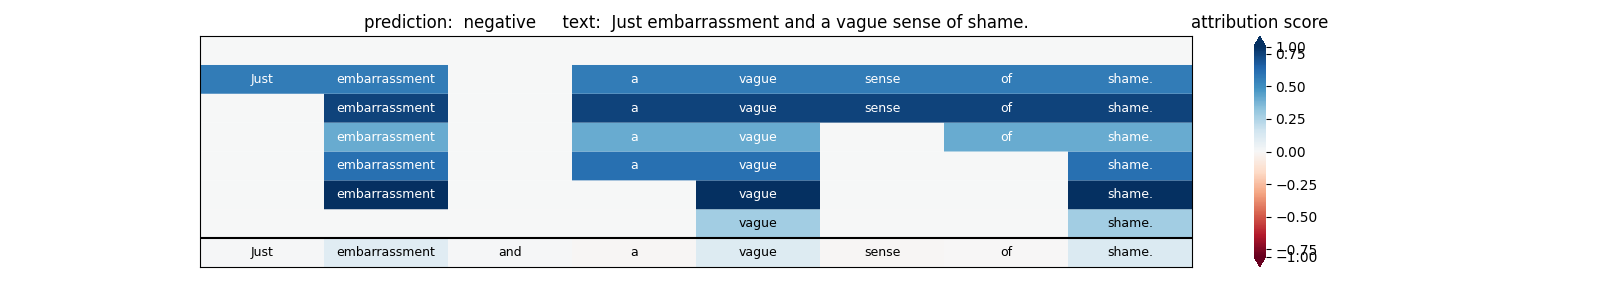 prediction:  negative     text:  Just embarrassment and a vague sense of shame.
attribution score
Just embarrassment a vague sense of shame.
embarrassment a vague sense of shame.
embarrassment a vague of shame.
embarrassment a vague shame.
embarrassment vague shame.
vague shame.
Just embarrassment and a vague sense of shame.
1.00
0.75
0.50
0.25
0.00
−0.25
−0.50
−0.75
−1.00